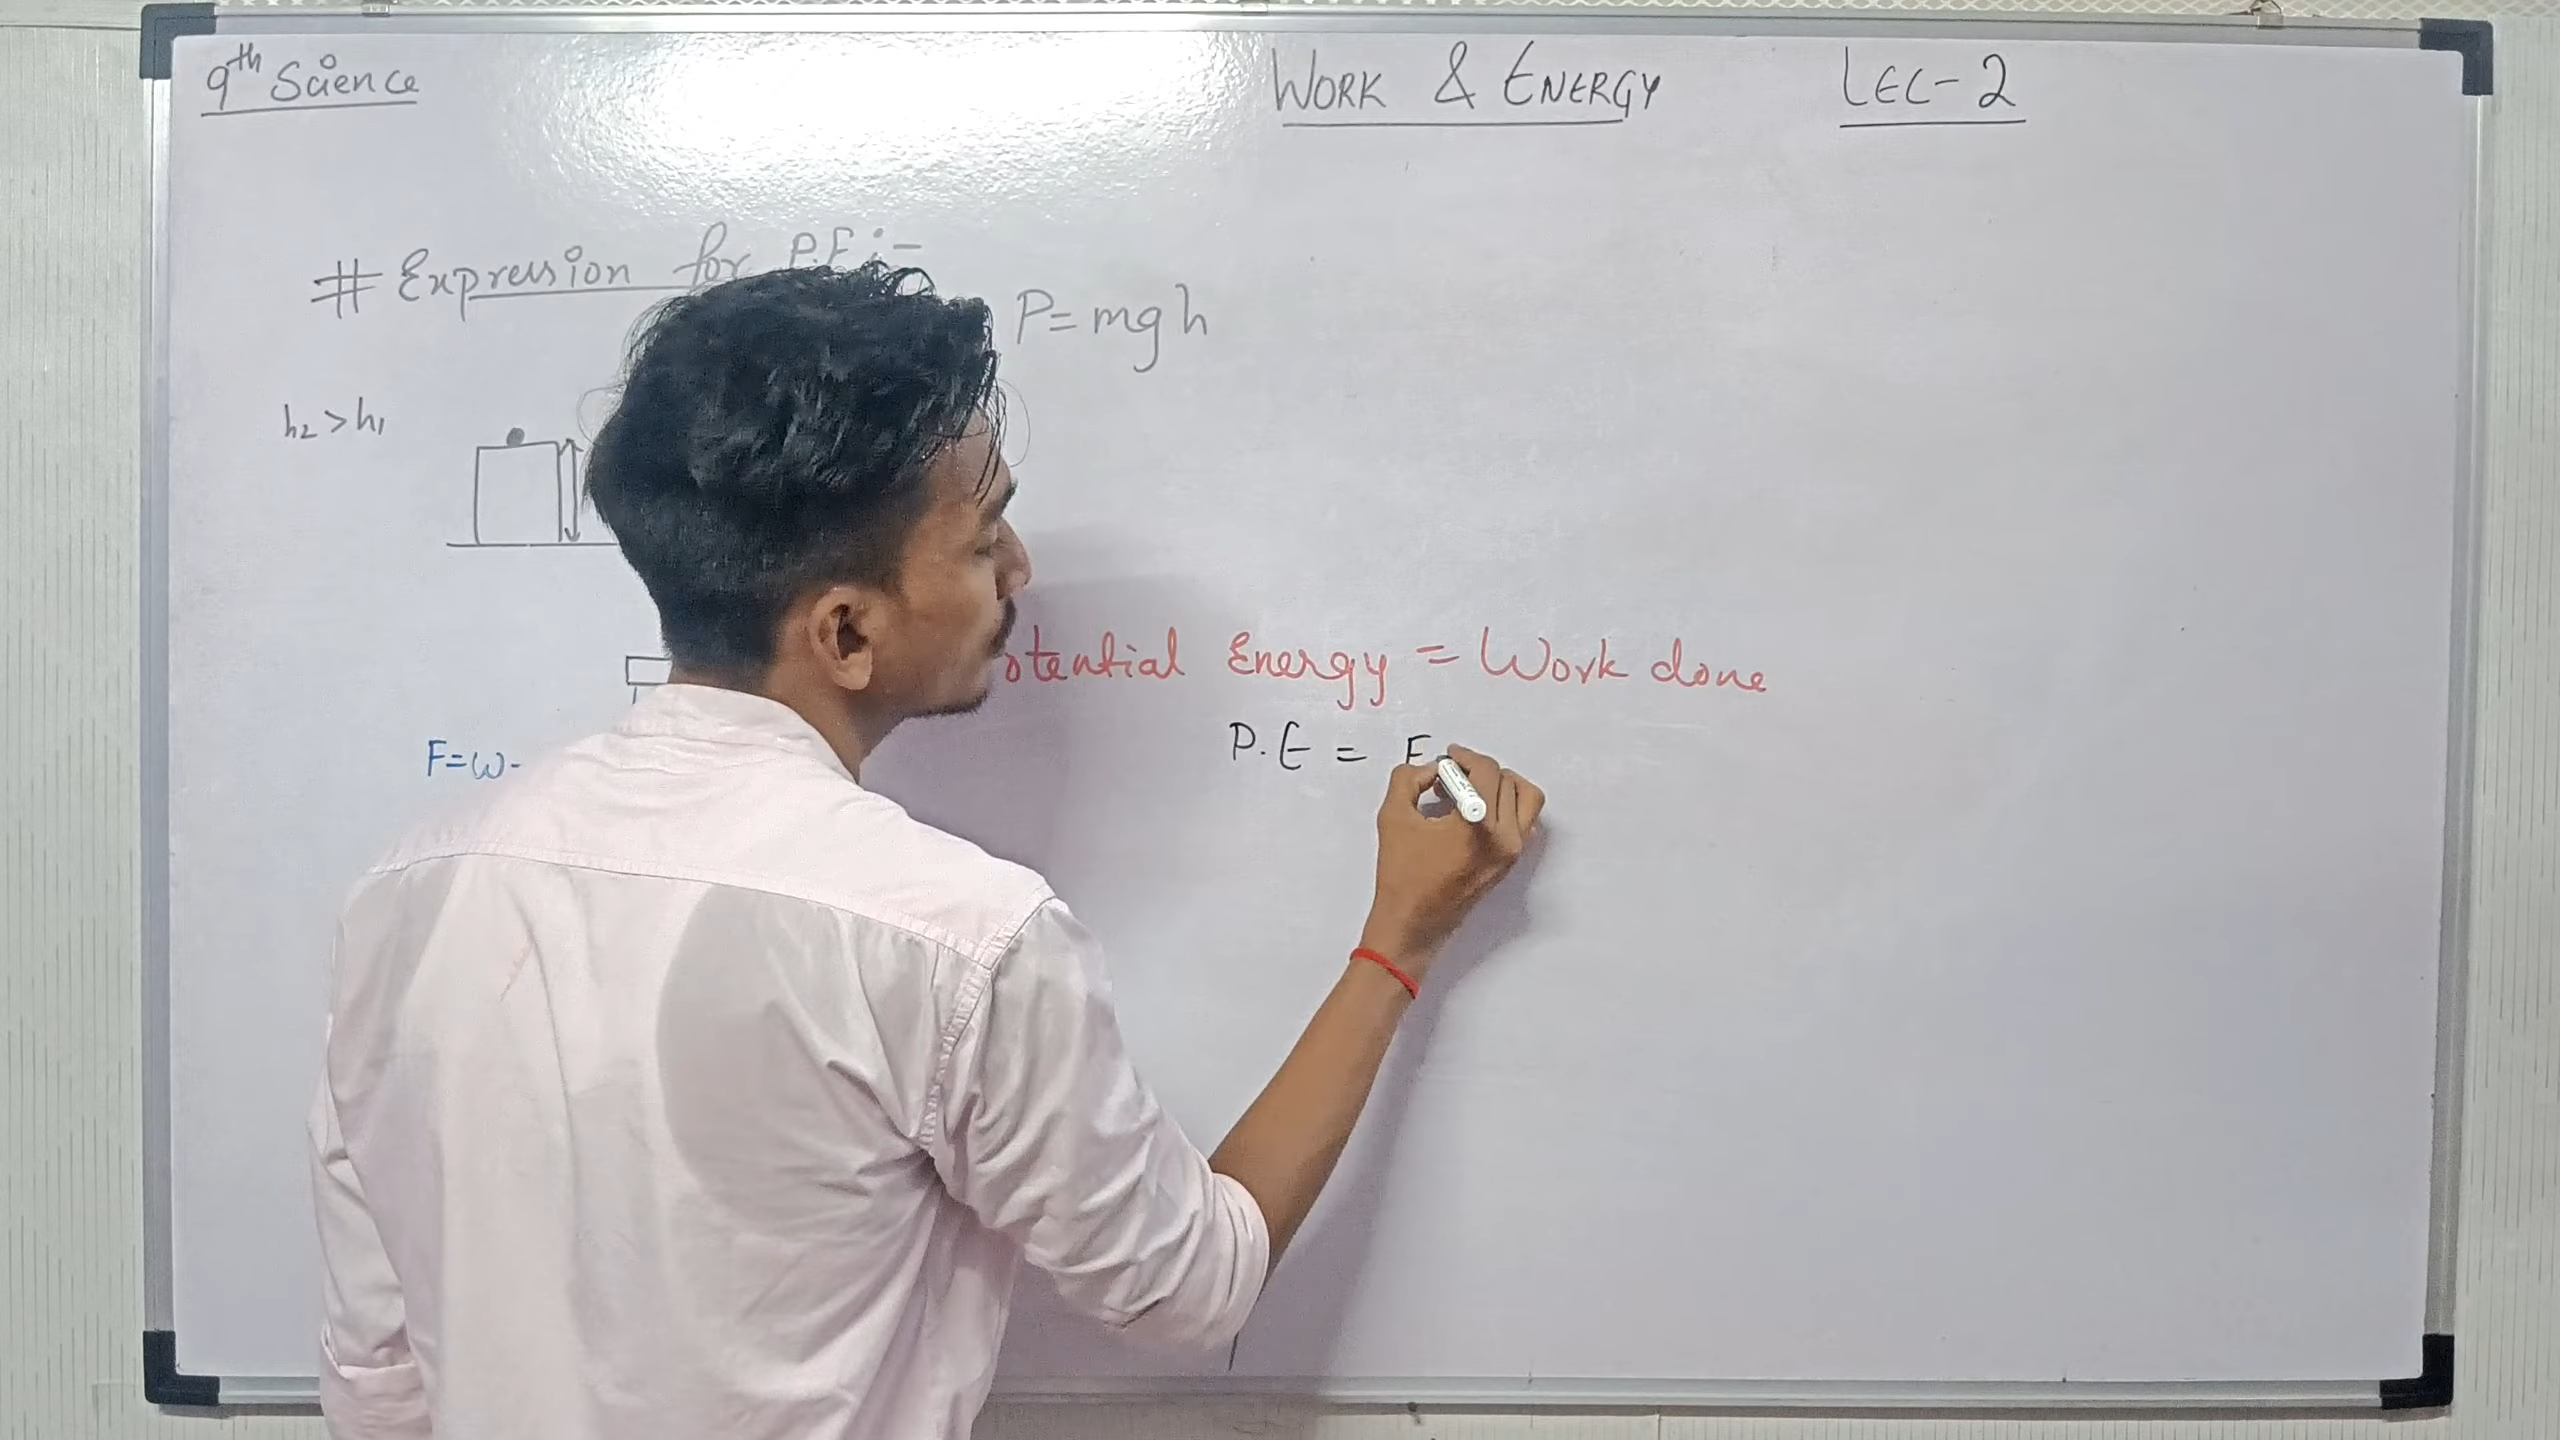 9th Science
WORK & ENERGY
LEC-2
# Expression for P.E :-
P = mgh
h2 > h1
otential Energy = Work done
P.E = F
F = w -